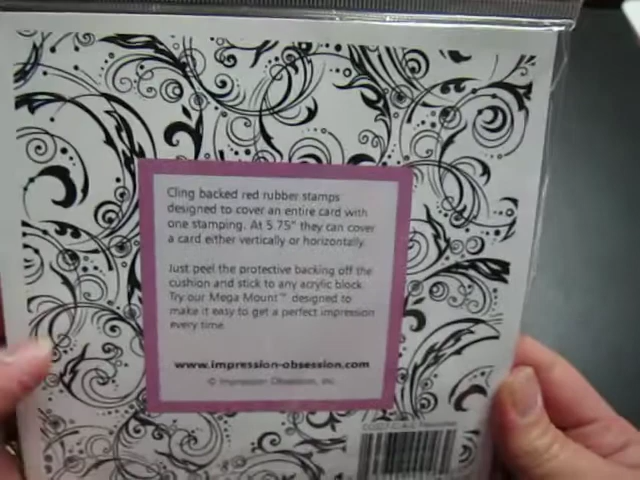 Cling backed red rubber stamps
designed to cover an entire card with
one stamping. At 5.75" they can cover
a card either vertically or horizontally.
Just peel the protective backing off the
cushion and stick to any acrylic block.
Try our Mega Mount™ designed to
make it easy to get a perfect impression
every time.
www.impression-obsession.com
© Impression Obsession, Inc.